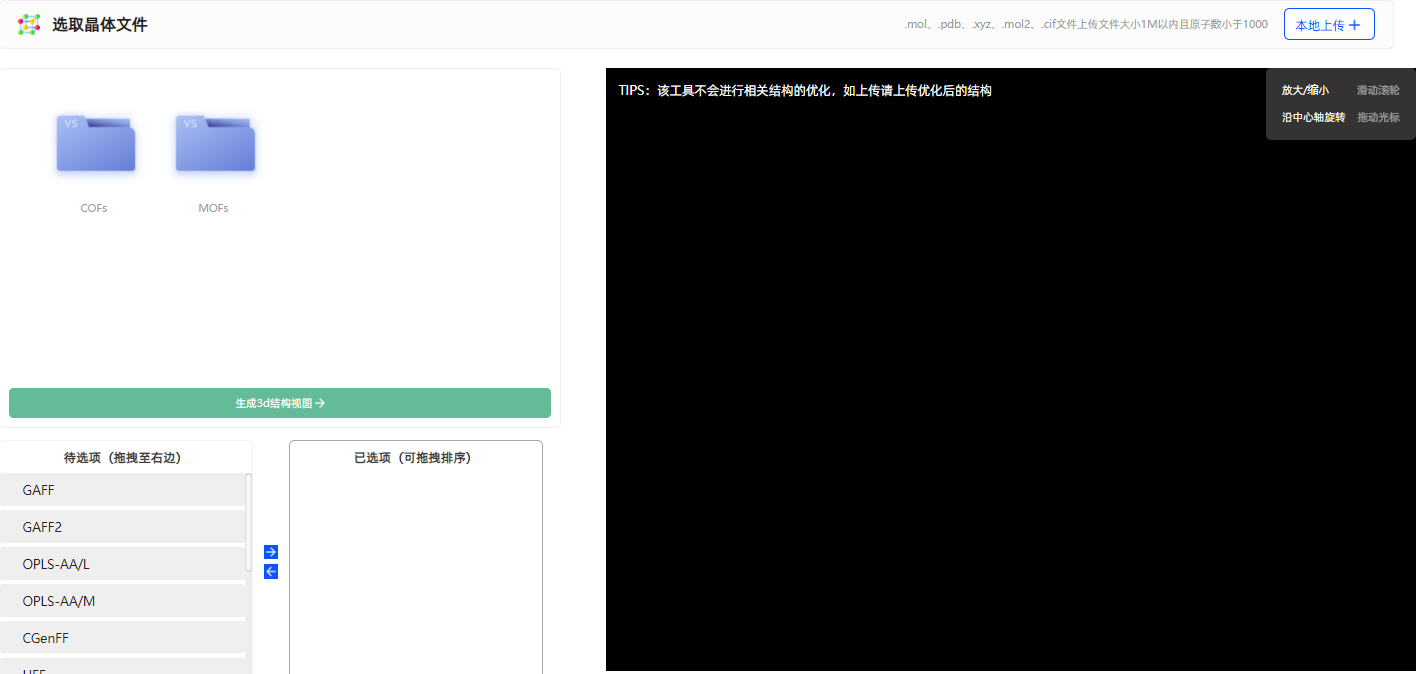 选取晶体文件
.mol、.pdb、.xyz、.mol2、.cif文件上传文件大小1M以内且原子数小于1000
本地上传
VS
VS
COFs
MOFs
生成3d结构视图
TIPS：该工具不会进行相关结构的优化，如上传请上传优化后的结构
放大/缩小 滑动滚轮
沿中心轴旋转 拖动光标
待选项（拖拽至右边）
GAFF
GAFF2
OPLS-AA/L
OPLS-AA/M
CGenFF
已选项（可拖拽排序）